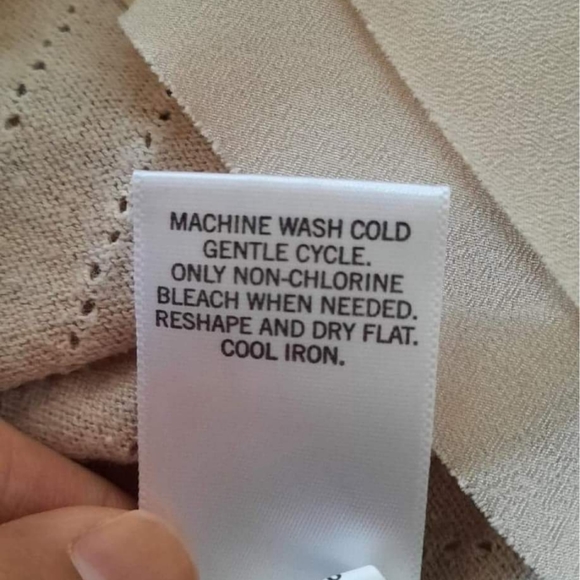 MACHINE WASH COLD
GENTLE CYCLE.
ONLY NON-CHLORINE
BLEACH WHEN NEEDED.
RESHAPE AND DRY FLAT.
COOL IRON.